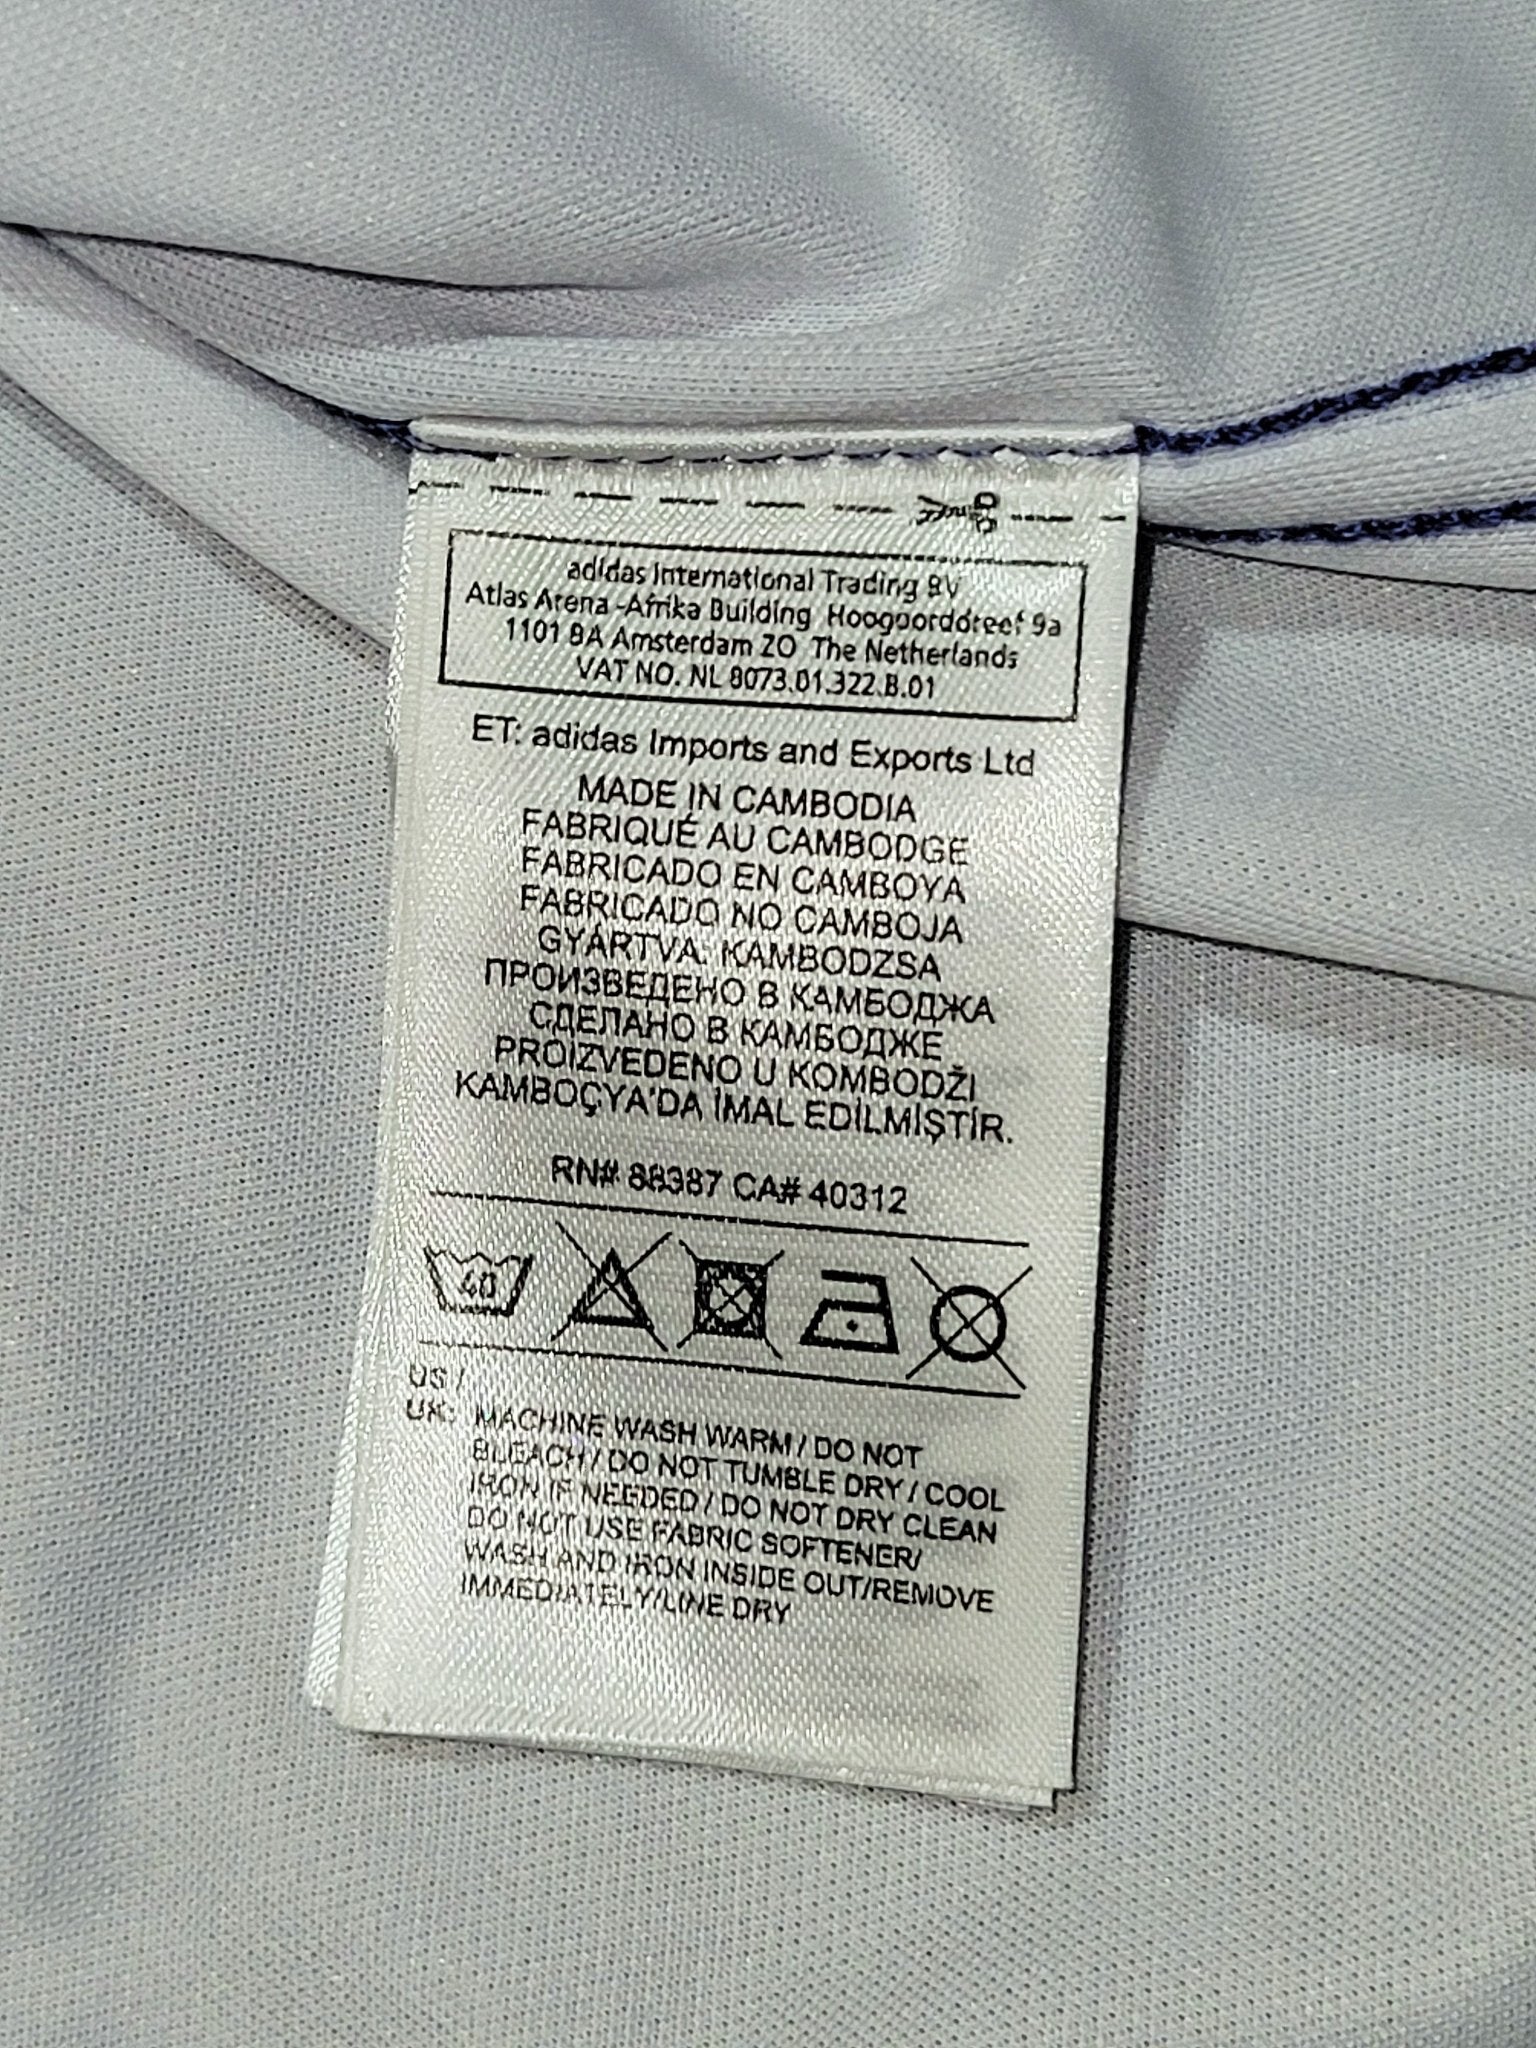 adidas International Trading BV
Atlas Arena -Afrika Building Hoogoorddreef 9a
1101 BA Amsterdam ZO The Netherlands
VAT NO. NL 8073.01.322.B.01
ET: adidas Imports and Exports Ltd
MADE IN CAMBODIA
FABRIQUÉ AU CAMBODGE
FABRICADO EN CAMBOYA
FABRICADO NO CAMBOJA
GYÁRTVA: KAMBODZSA
ПРОИЗВЕДЕНО В КАМБОДЖА
СДЕЛАНО В КАМБОДЖЕ
PROIZVEDENO U KOMBODŽI
KAMBOÇYA'DA İMAL EDİLMİŞTİR.
RN# 88387 CA# 40312
40
US /
UK: MACHINE WASH WARM / DO NOT
BLEACH / DO NOT TUMBLE DRY / COOL
IRON IF NEEDED / DO NOT DRY CLEAN
DO NOT USE FABRIC SOFTENER/
WASH AND IRON INSIDE OUT/REMOVE
IMMEDIATELY/LINE DRY